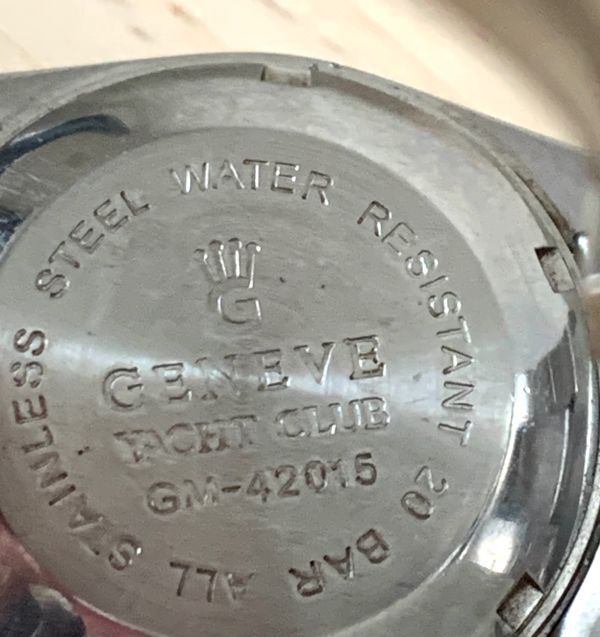 ALL STAINLESS STEEL WATER RESISTANT 20 BAR
G
GENEVE
YACHT CLUB
GM-42015